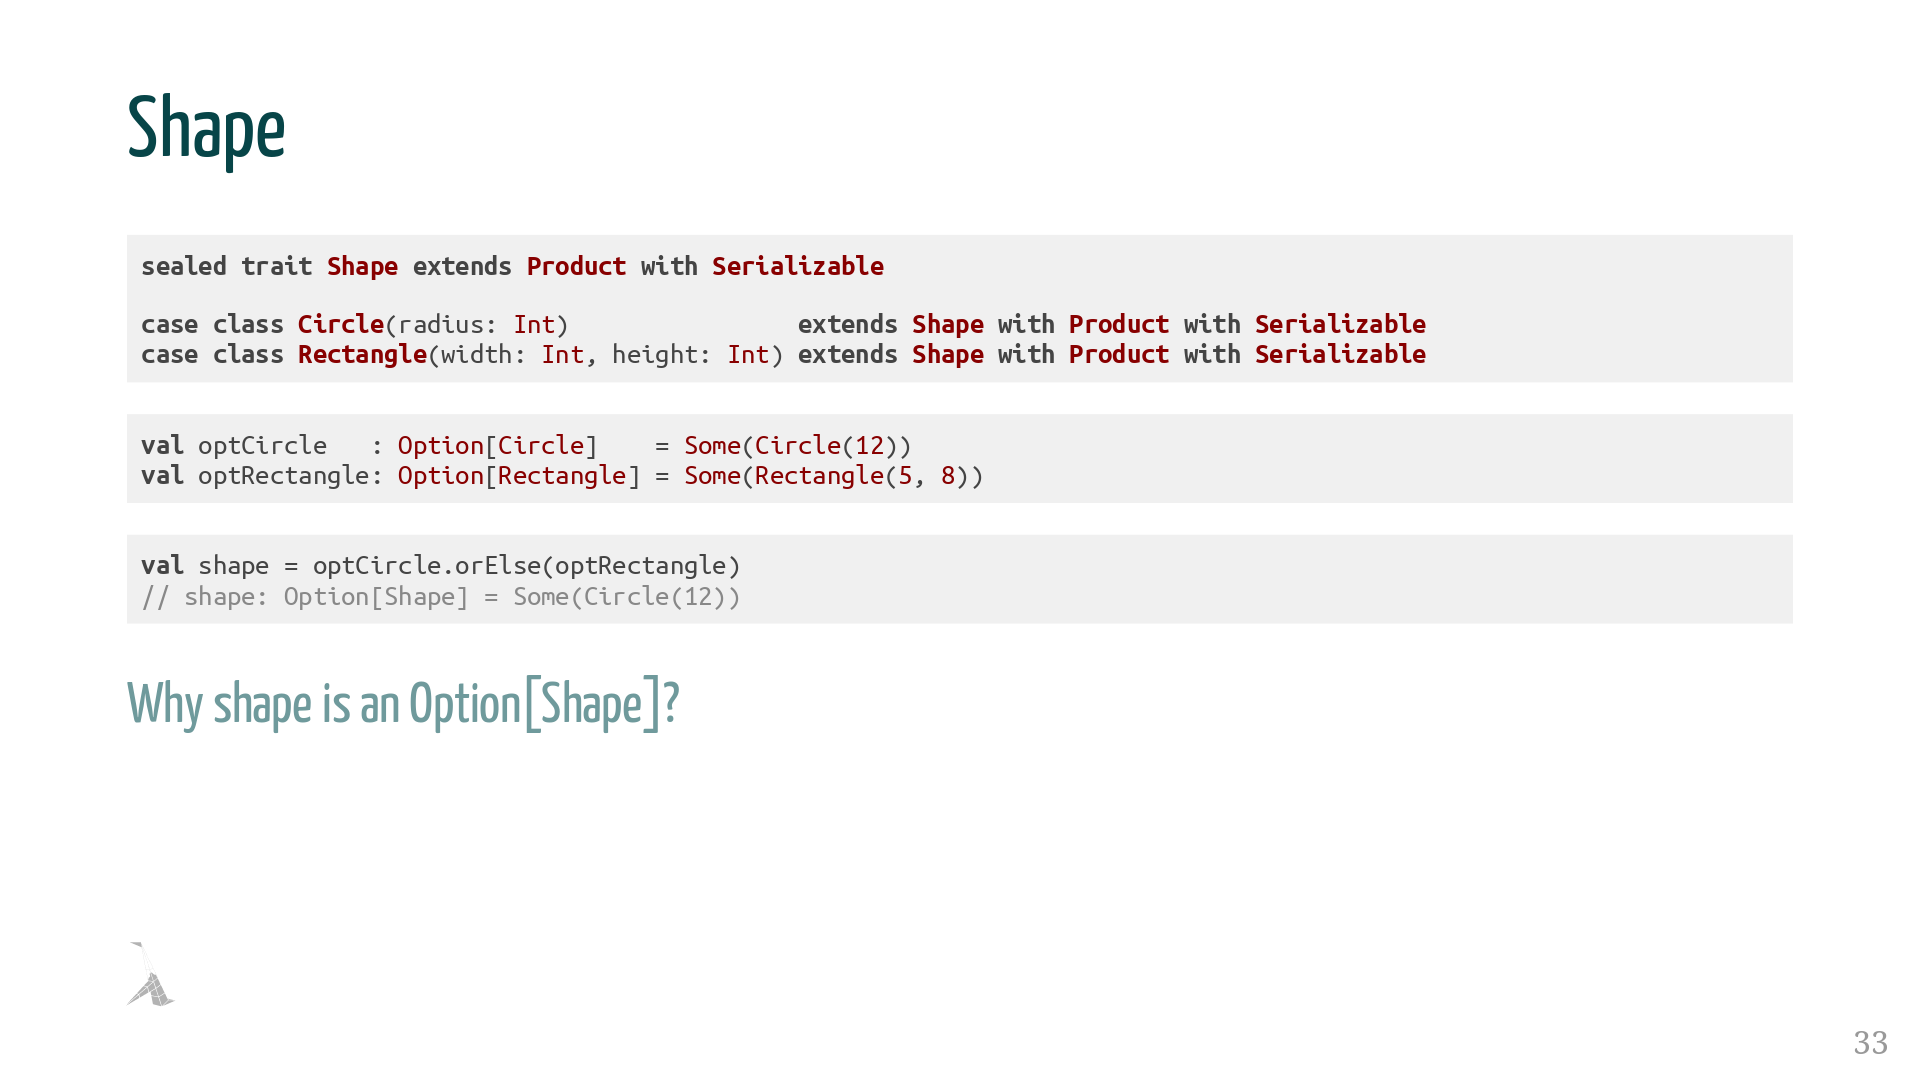 Shape
sealed trait Shape extends Product with Serializable
case class Circle(radius: Int)                extends Shape with Product with Serializable
case class Rectangle(width: Int, height: Int) extends Shape with Product with Serializable
val optCircle   : Option[Circle]    = Some(Circle(12))
val optRectangle: Option[Rectangle] = Some(Rectangle(5, 8))
val shape = optCircle.orElse(optRectangle)
// shape: Option[Shape] = Some(Circle(12))
Why shape is an Option[Shape]?
33